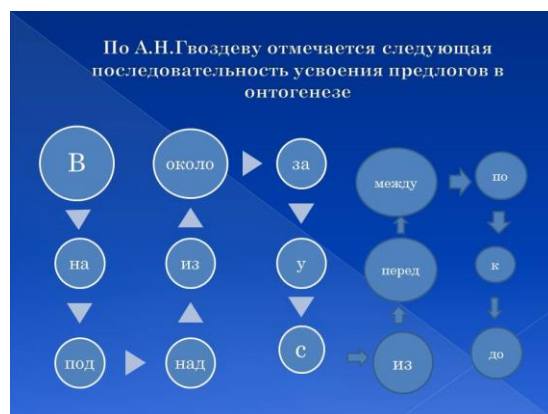 По А.Н.Гвоздеву отмечается следующая
последовательность усвоения предлогов в
онтогенезе
В
на
под
над
из
около
за
у
с
из
перед
между
по
к
до